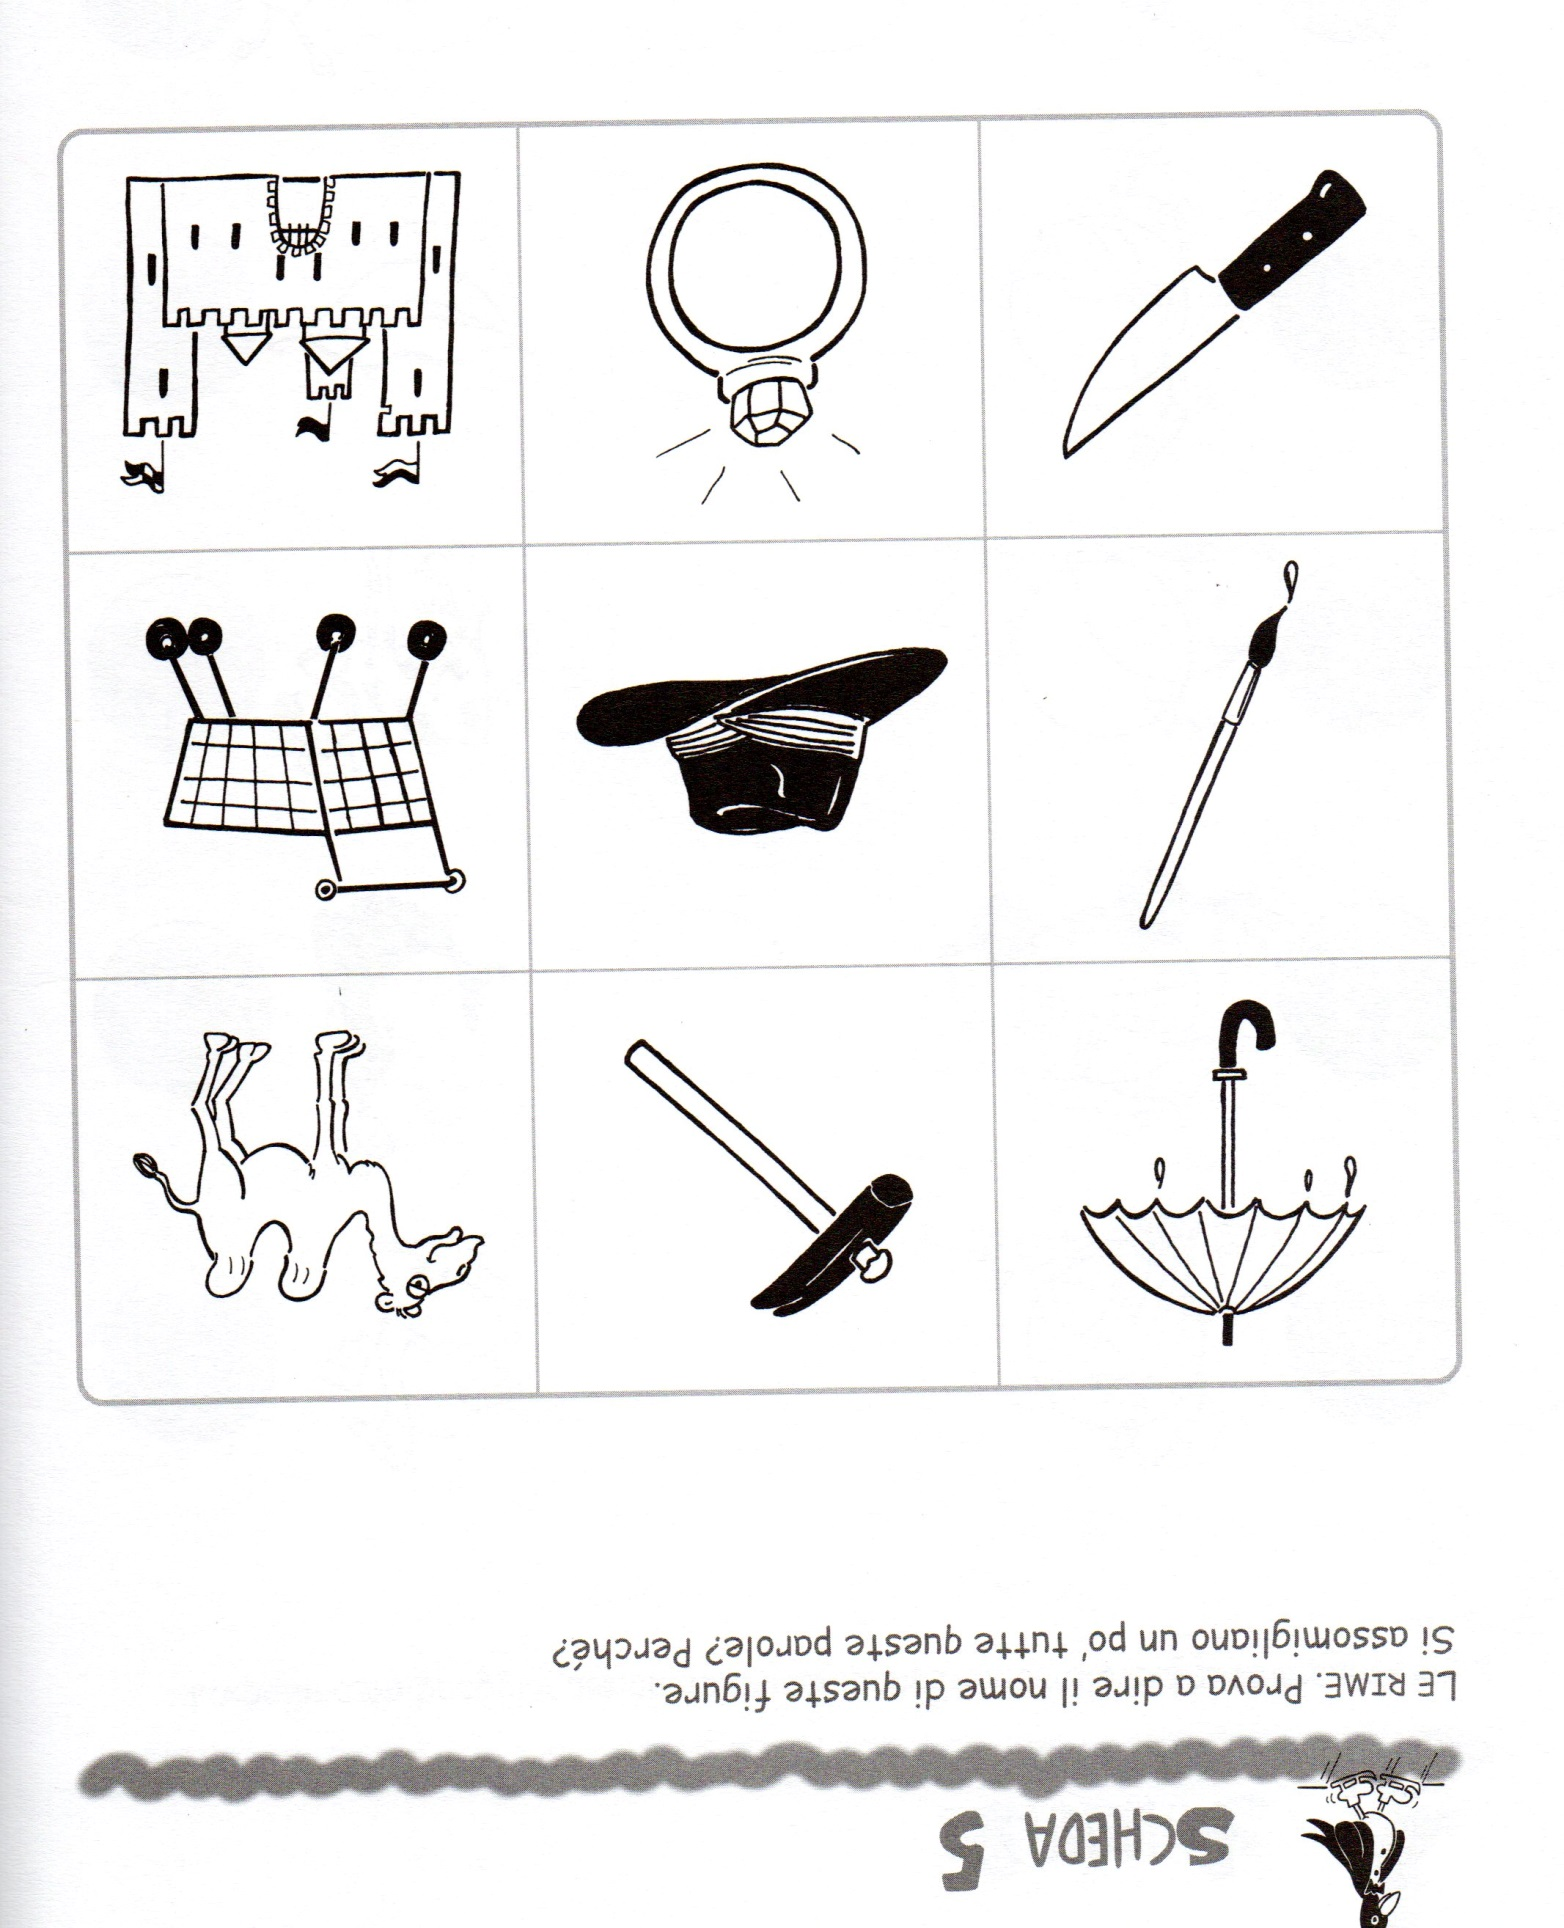 SCHEDA 5
LE RIME. Prova a dire il nome di queste figure.
Si assomigliano un po' tutte queste parole? Perché?